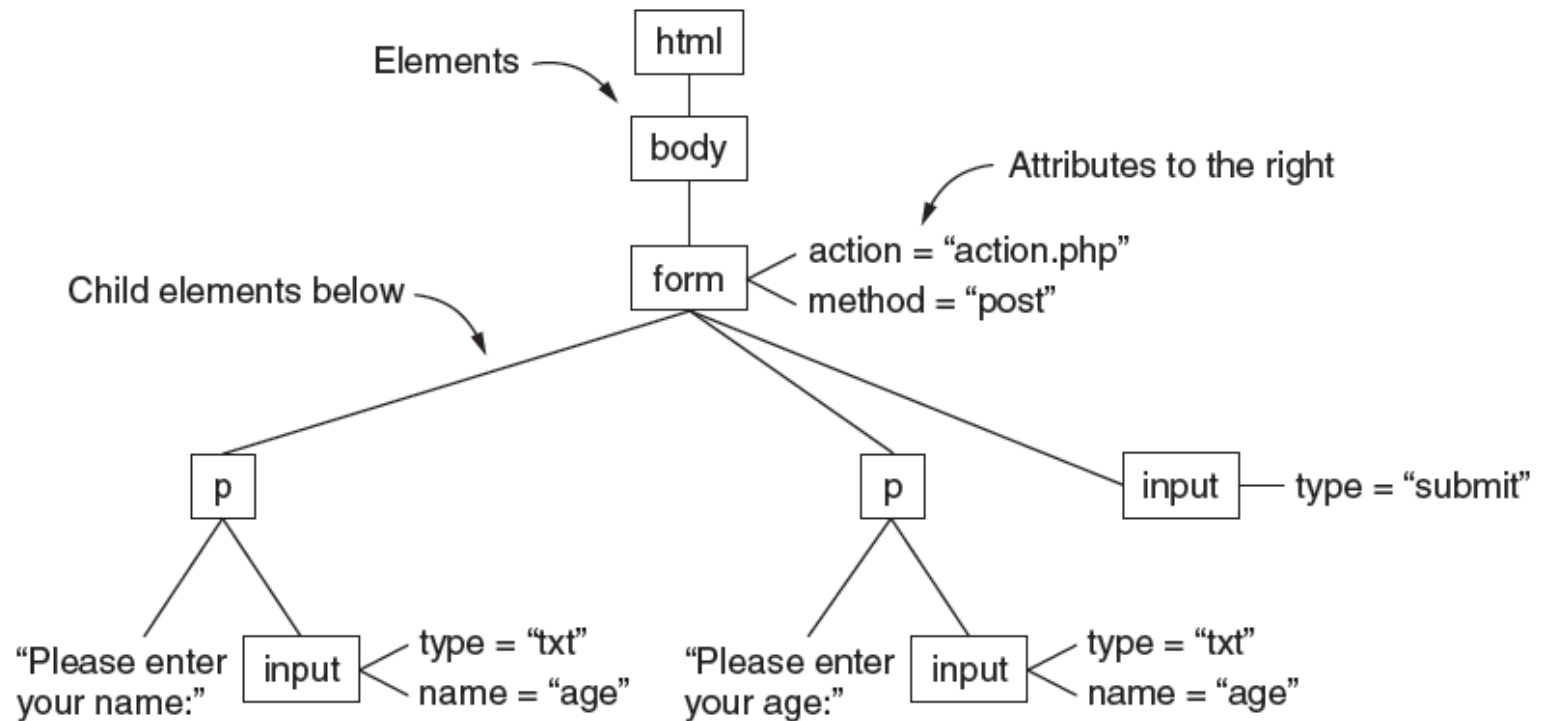 html
Elements
body
Attributes to the right
action = “action.php”
form
method = “post”
Child elements below
p
p
input
type = “submit”
“Please enter
your name:”
input
type = “txt”
name = “age”
“Please enter
your age:”
input
type = “txt”
name = “age”